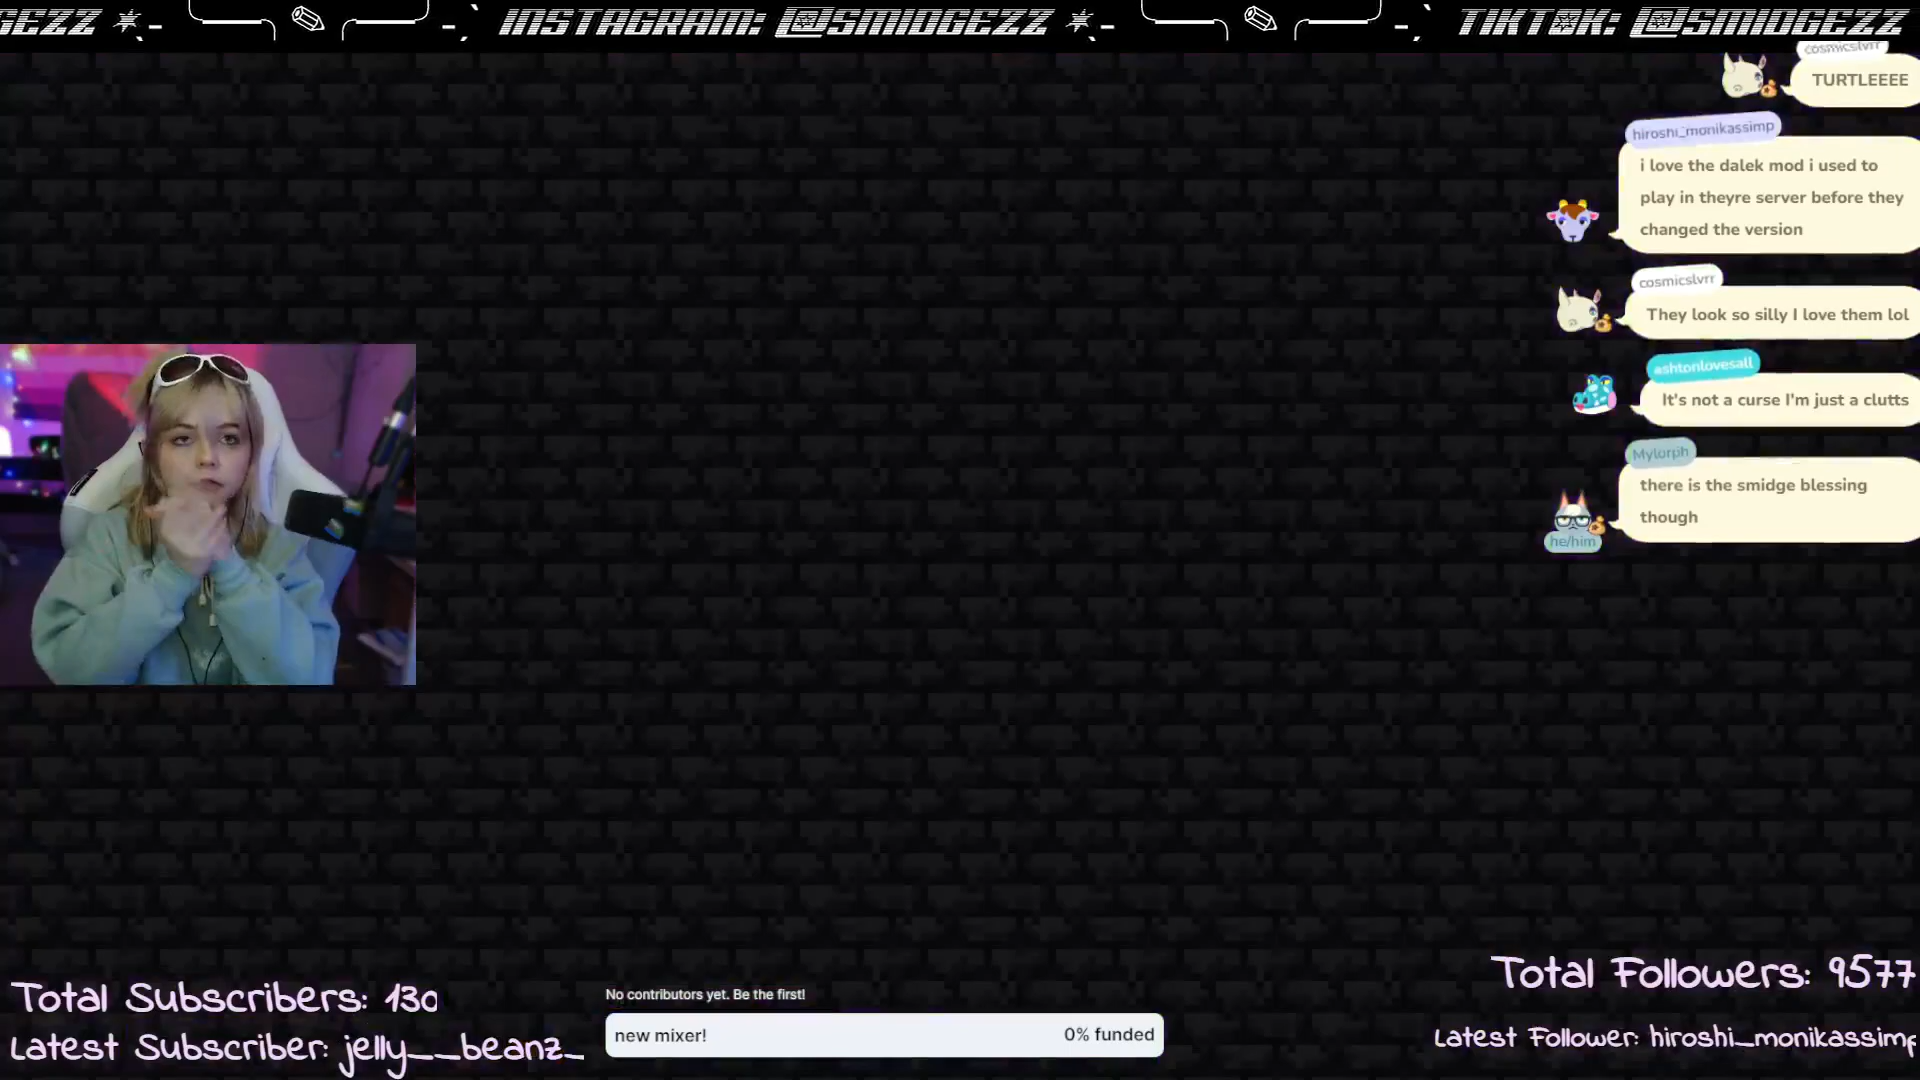 GEZZ INSTAGRAM: @SMIDGEZZ TIKTOK: @SMIDGEZZ
cosmicslvrr
TURTLEEEE
hiroshi_monikassimp
i love the dalek mod i used to
play in theyre server before they
changed the version
cosmicslvrr
They look so silly I love them lol
ashtonlovesall
It's not a curse I'm just a clutts
Mylorph
there is the smidge blessing
though
he/him
Total Subscribers: 130
Latest Subscriber: jelly__beanz_
No contributors yet. Be the first!
new mixer! 0% funded
Total Followers: 9577
Latest Follower: hiroshi_monikassimp